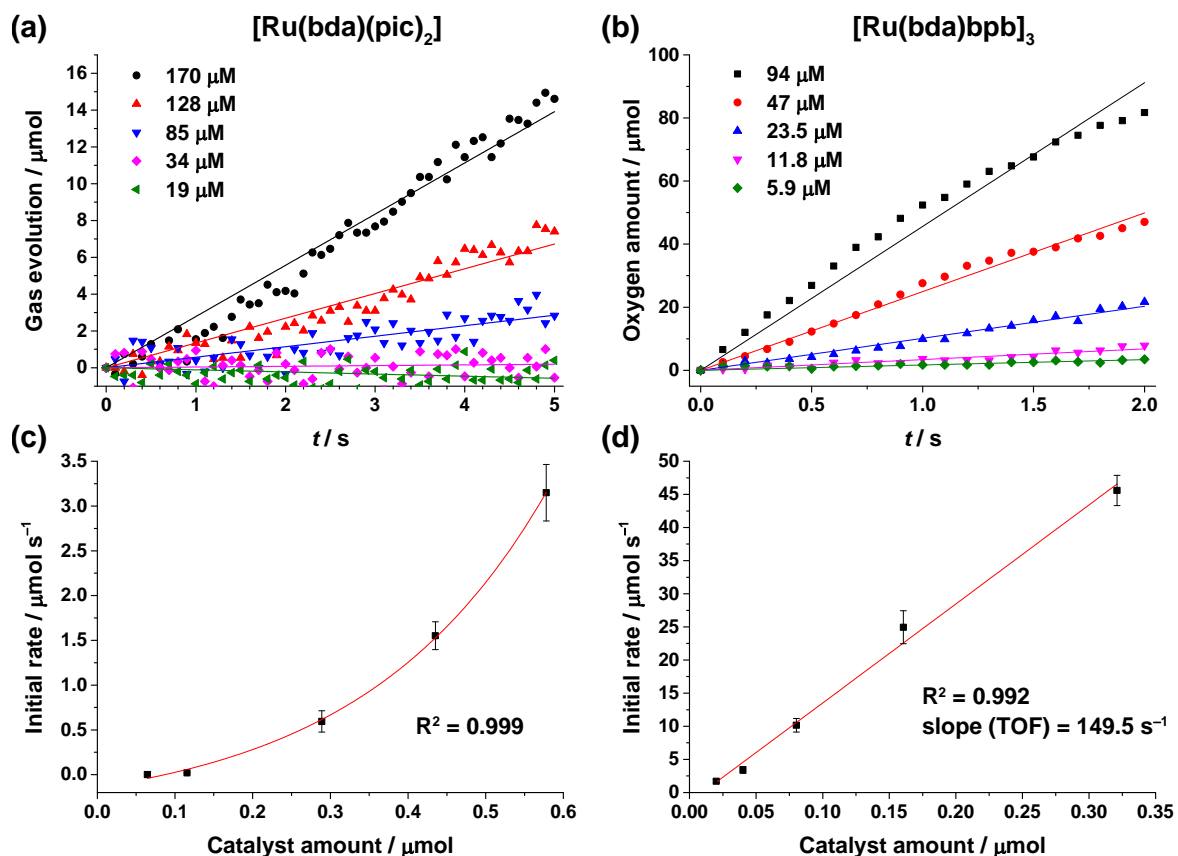 (a) [Ru(bda)(pic)₂]
16
14
12
10
8
6
4
2
0
Gas evolution / μmol
170 μM
128 μM
85 μM
34 μM
19 μM
0 1 2 3 4 5
t / s
(b) [Ru(bda)bpb]₃
100
80
60
40
20
0
Oxygen amount / μmol
94 μM
47 μM
23.5 μM
11.8 μM
5.9 μM
0.0 0.5 1.0 1.5 2.0
t / s
(c)
3.5
3.0
2.5
2.0
1.5
1.0
0.5
0.0
Initial rate / μmol s⁻¹
R² = 0.999
0.0 0.1 0.2 0.3 0.4 0.5 0.6
Catalyst amount / μmol
(d)
50
45
40
35
30
25
20
15
10
5
0
Initial rate / μmol s⁻¹
R² = 0.992
slope (TOF) = 149.5 s⁻¹
0.00 0.05 0.10 0.15 0.20 0.25 0.30 0.35
Catalyst amount / μmol